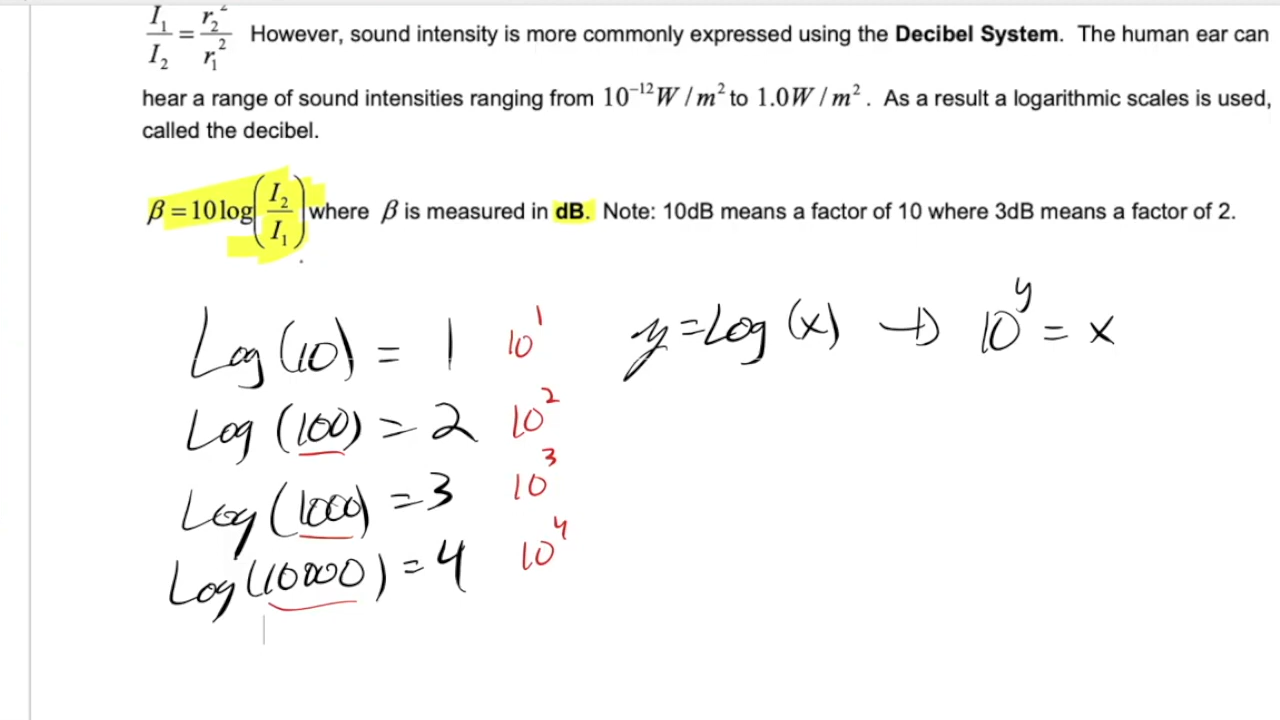 I₁/I₂ = r₂²/r₁² However, sound intensity is more commonly expressed using the Decibel System. The human ear can
hear a range of sound intensities ranging from 10⁻¹²W / m² to 1.0W / m². As a result a logarithmic scales is used,
called the decibel.
β = 10 log(I₂/I₁) where β is measured in dB. Note: 10dB means a factor of 10 where 3dB means a factor of 2.
Log (10) = 1 10¹ y = Log (x) → 10ʸ = x
Log (100) = 2 10²
Log (1000) = 3 10³
Log (10000) = 4 10⁴